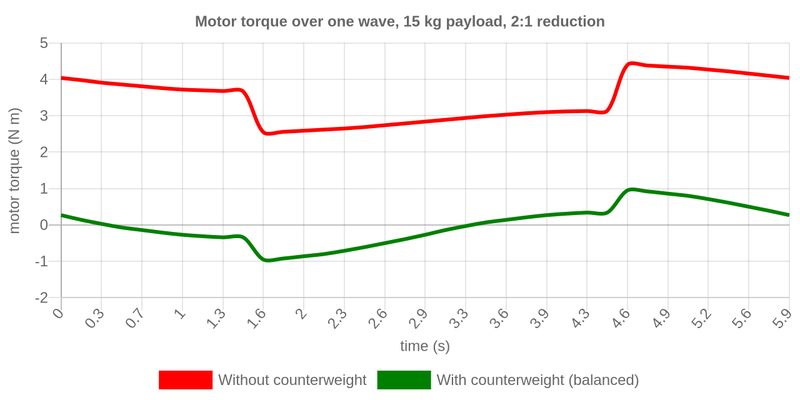 Motor torque over one wave, 15 kg payload, 2:1 reduction
motor torque (N m)
5
4
3
2
1
0
-1
-2
0 0.3 0.7 1 1.3 1.6 2 2.3 2.6 2.9 3.3 3.6 3.9 4.3 4.6 4.9 5.2 5.6 5.9
time (s)
Without counterweight With counterweight (balanced)